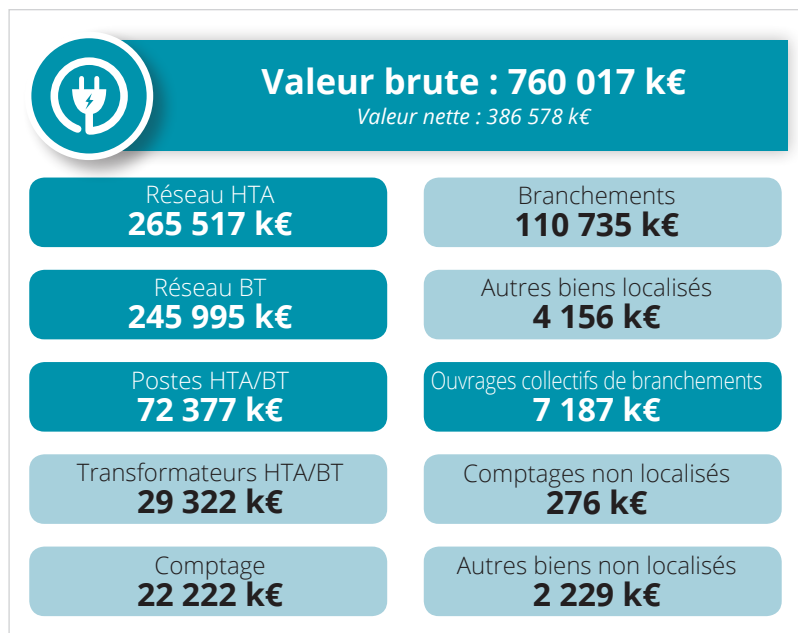 Valeur brute : 760 017 k€
Valeur nette : 386 578 k€
Réseau HTA
265 517 k€
Réseau BT
245 995 k€
Postes HTA/BT
72 377 k€
Transformateurs HTA/BT
29 322 k€
Comptage
22 222 k€
Branchements
110 735 k€
Autres biens localisés
4 156 k€
Ouvrages collectifs de branchements
7 187 k€
Comptages non localisés
276 k€
Autres biens non localisés
2 229 k€